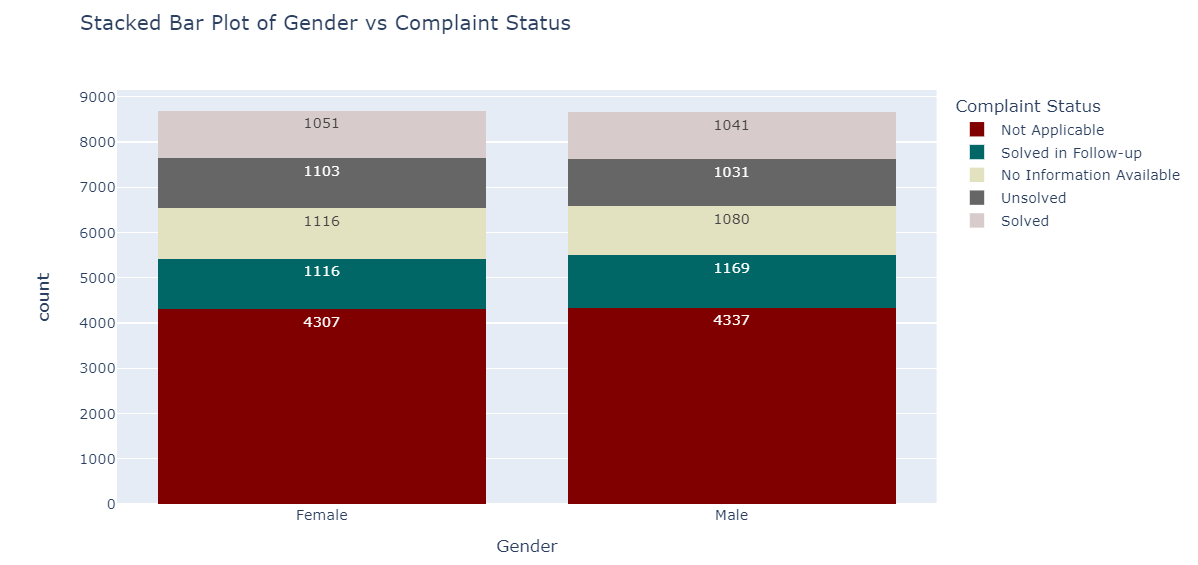 Stacked Bar Plot of Gender vs Complaint Status
9000
8000
7000
6000
5000
4000
3000
2000
1000
0
count
1051
1103
1116
1116
4307
1041
1031
1080
1169
4337
Female
Male
Gender
Complaint Status
Not Applicable
Solved in Follow-up
No Information Available
Unsolved
Solved